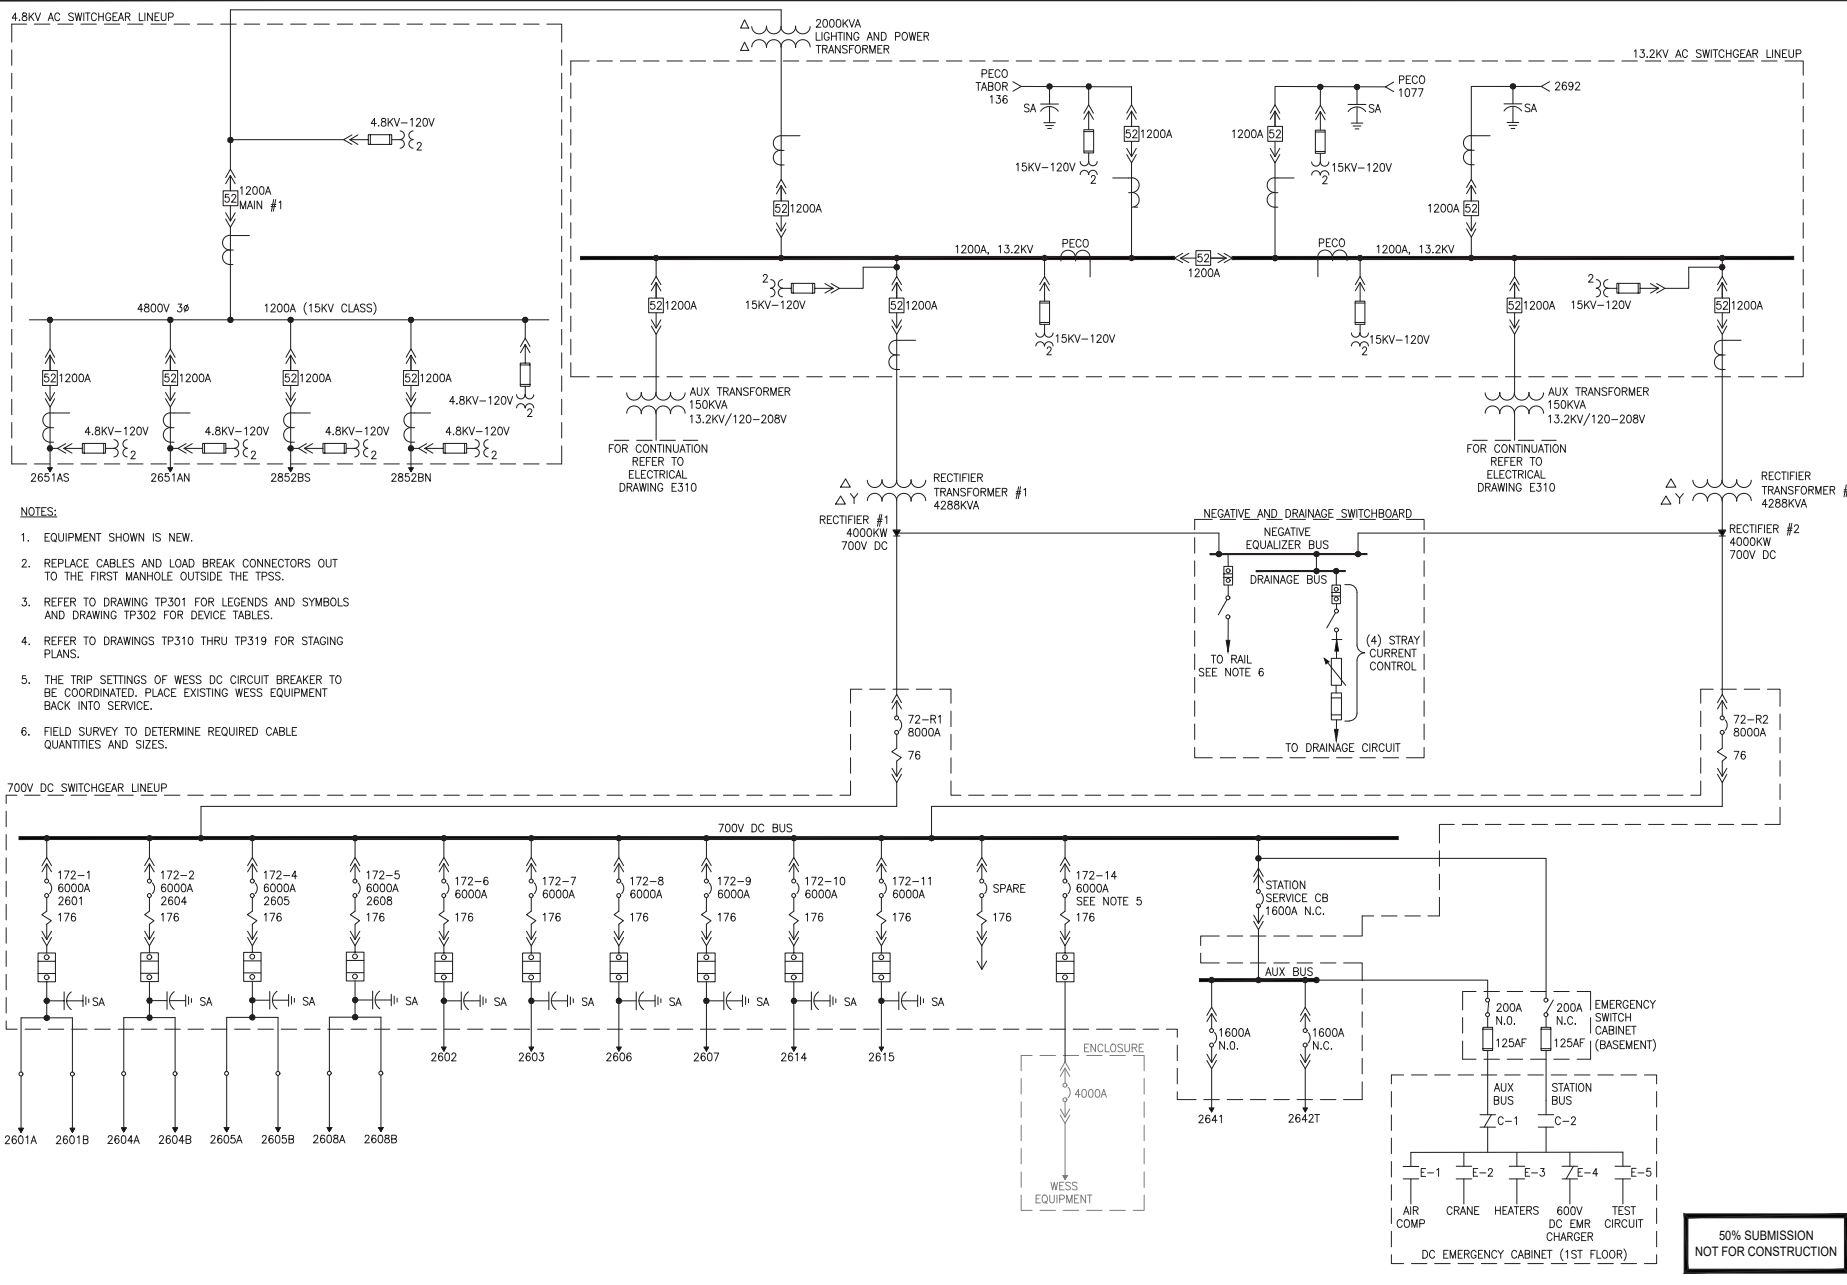 4.8KV AC SWITCHGEAR LINEUP
2000KVA
LIGHTING AND POWER
TRANSFORMER
13.2KV AC SWITCHGEAR LINEUP
4.8KV-120V
2
52
1200A
MAIN #1
4800V 3ø
1200A (15KV CLASS)
52 1200A
52 1200A
52 1200A
52 1200A
4.8KV-120V
2
4.8KV-120V
2
4.8KV-120V
2
4.8KV-120V
2
4.8KV-120V
2
2651AS
2651AN
2852BS
2852BN
PECO
TABOR
136
SA
52 1200A
15KV-120V
2
1200A 52
SA
PECO
1077
15KV-120V
2
SA
2692
52 1200A
1200A 52
1200A, 13.2KV
PECO
52
1200A
PECO
1200A, 13.2KV
52 1200A
2
15KV-120V
52 1200A
15KV-120V
2
15KV-120V
2
52 1200A
2
15KV-120V
52 1200A
AUX TRANSFORMER
150KVA
13.2KV/120-208V
FOR CONTINUATION
REFER TO
ELECTRICAL
DRAWING E310
AUX TRANSFORMER
150KVA
13.2KV/120-208V
FOR CONTINUATION
REFER TO
ELECTRICAL
DRAWING E310
Y
RECTIFIER
TRANSFORMER #1
4288KVA
RECTIFIER #1
4000KW
700V DC
Y
RECTIFIER
TRANSFORMER #
4288KVA
RECTIFIER #2
4000KW
700V DC
NEGATIVE AND DRAINAGE SWITCHBOARD
NEGATIVE
EQUALIZER BUS
DRAINAGE BUS
TO RAIL
SEE NOTE 6
(4) STRAY
CURRENT
CONTROL
TO DRAINAGE CIRCUIT
NOTES:
1. EQUIPMENT SHOWN IS NEW.
2. REPLACE CABLES AND LOAD BREAK CONNECTORS OUT
TO THE FIRST MANHOLE OUTSIDE THE TPSS.
3. REFER TO DRAWING TP301 FOR LEGENDS AND SYMBOLS
AND DRAWING TP302 FOR DEVICE TABLES.
4. REFER TO DRAWINGS TP310 THRU TP319 FOR STAGING
PLANS.
5. THE TRIP SETTINGS OF WESS DC CIRCUIT BREAKER TO
BE COORDINATED. PLACE EXISTING WESS EQUIPMENT
BACK INTO SERVICE.
6. FIELD SURVEY TO DETERMINE REQUIRED CABLE
QUANTITIES AND SIZES.
72-R1
8000A
76
72-R2
8000A
76
700V DC SWITCHGEAR LINEUP
700V DC BUS
172-1
6000A
2601
176
172-2
6000A
2604
176
172-4
6000A
2605
176
172-5
6000A
2608
176
172-6
6000A
176
172-7
6000A
176
172-8
6000A
176
172-9
6000A
176
172-10
6000A
176
172-11
6000A
176
SPARE
176
172-14
6000A
SEE NOTE 5
176
STATION
SERVICE CB
1600A N.C.
SA
SA
SA
SA
SA
SA
SA
SA
SA
SA
2601A
2601B
2604A
2604B
2605A
2605B
2608A
2608B
2602
2603
2606
2607
2614
2615
ENCLOSURE
4000A
WESS
EQUIPMENT
AUX BUS
1600A
N.O.
1600A
N.C.
2641
2642T
200A
N.O.
125AF
200A
N.C.
125AF
EMERGENCY
SWITCH
CABINET
(BASEMENT)
AUX
BUS
STATION
BUS
C-1
C-2
E-1
E-2
E-3
E-4
E-5
AIR
COMP
CRANE
HEATERS
600V
DC EMR
CHARGER
TEST
CIRCUIT
DC EMERGENCY CABINET (1ST FLOOR)
50% SUBMISSION
NOT FOR CONSTRUCTION